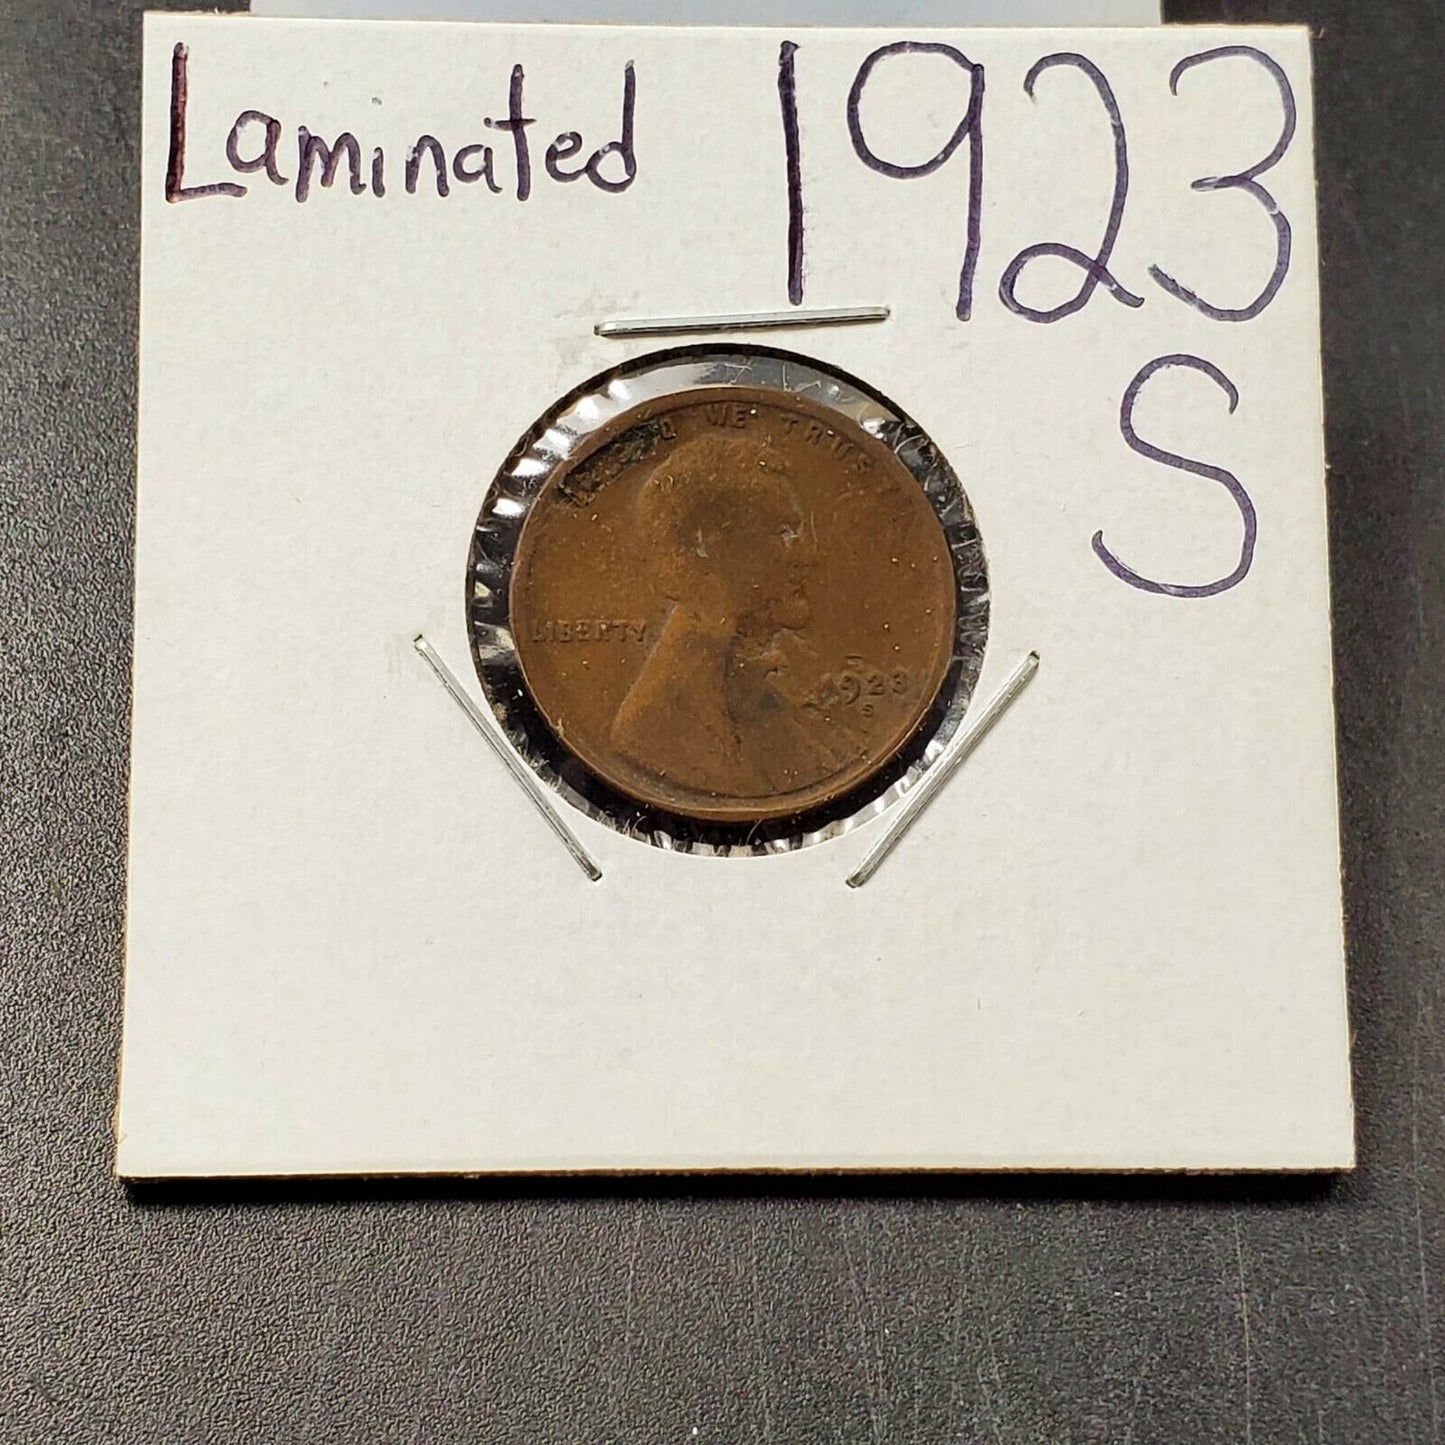 Laminated 1923
S
WE TRUST
LIBERTY
1923
S